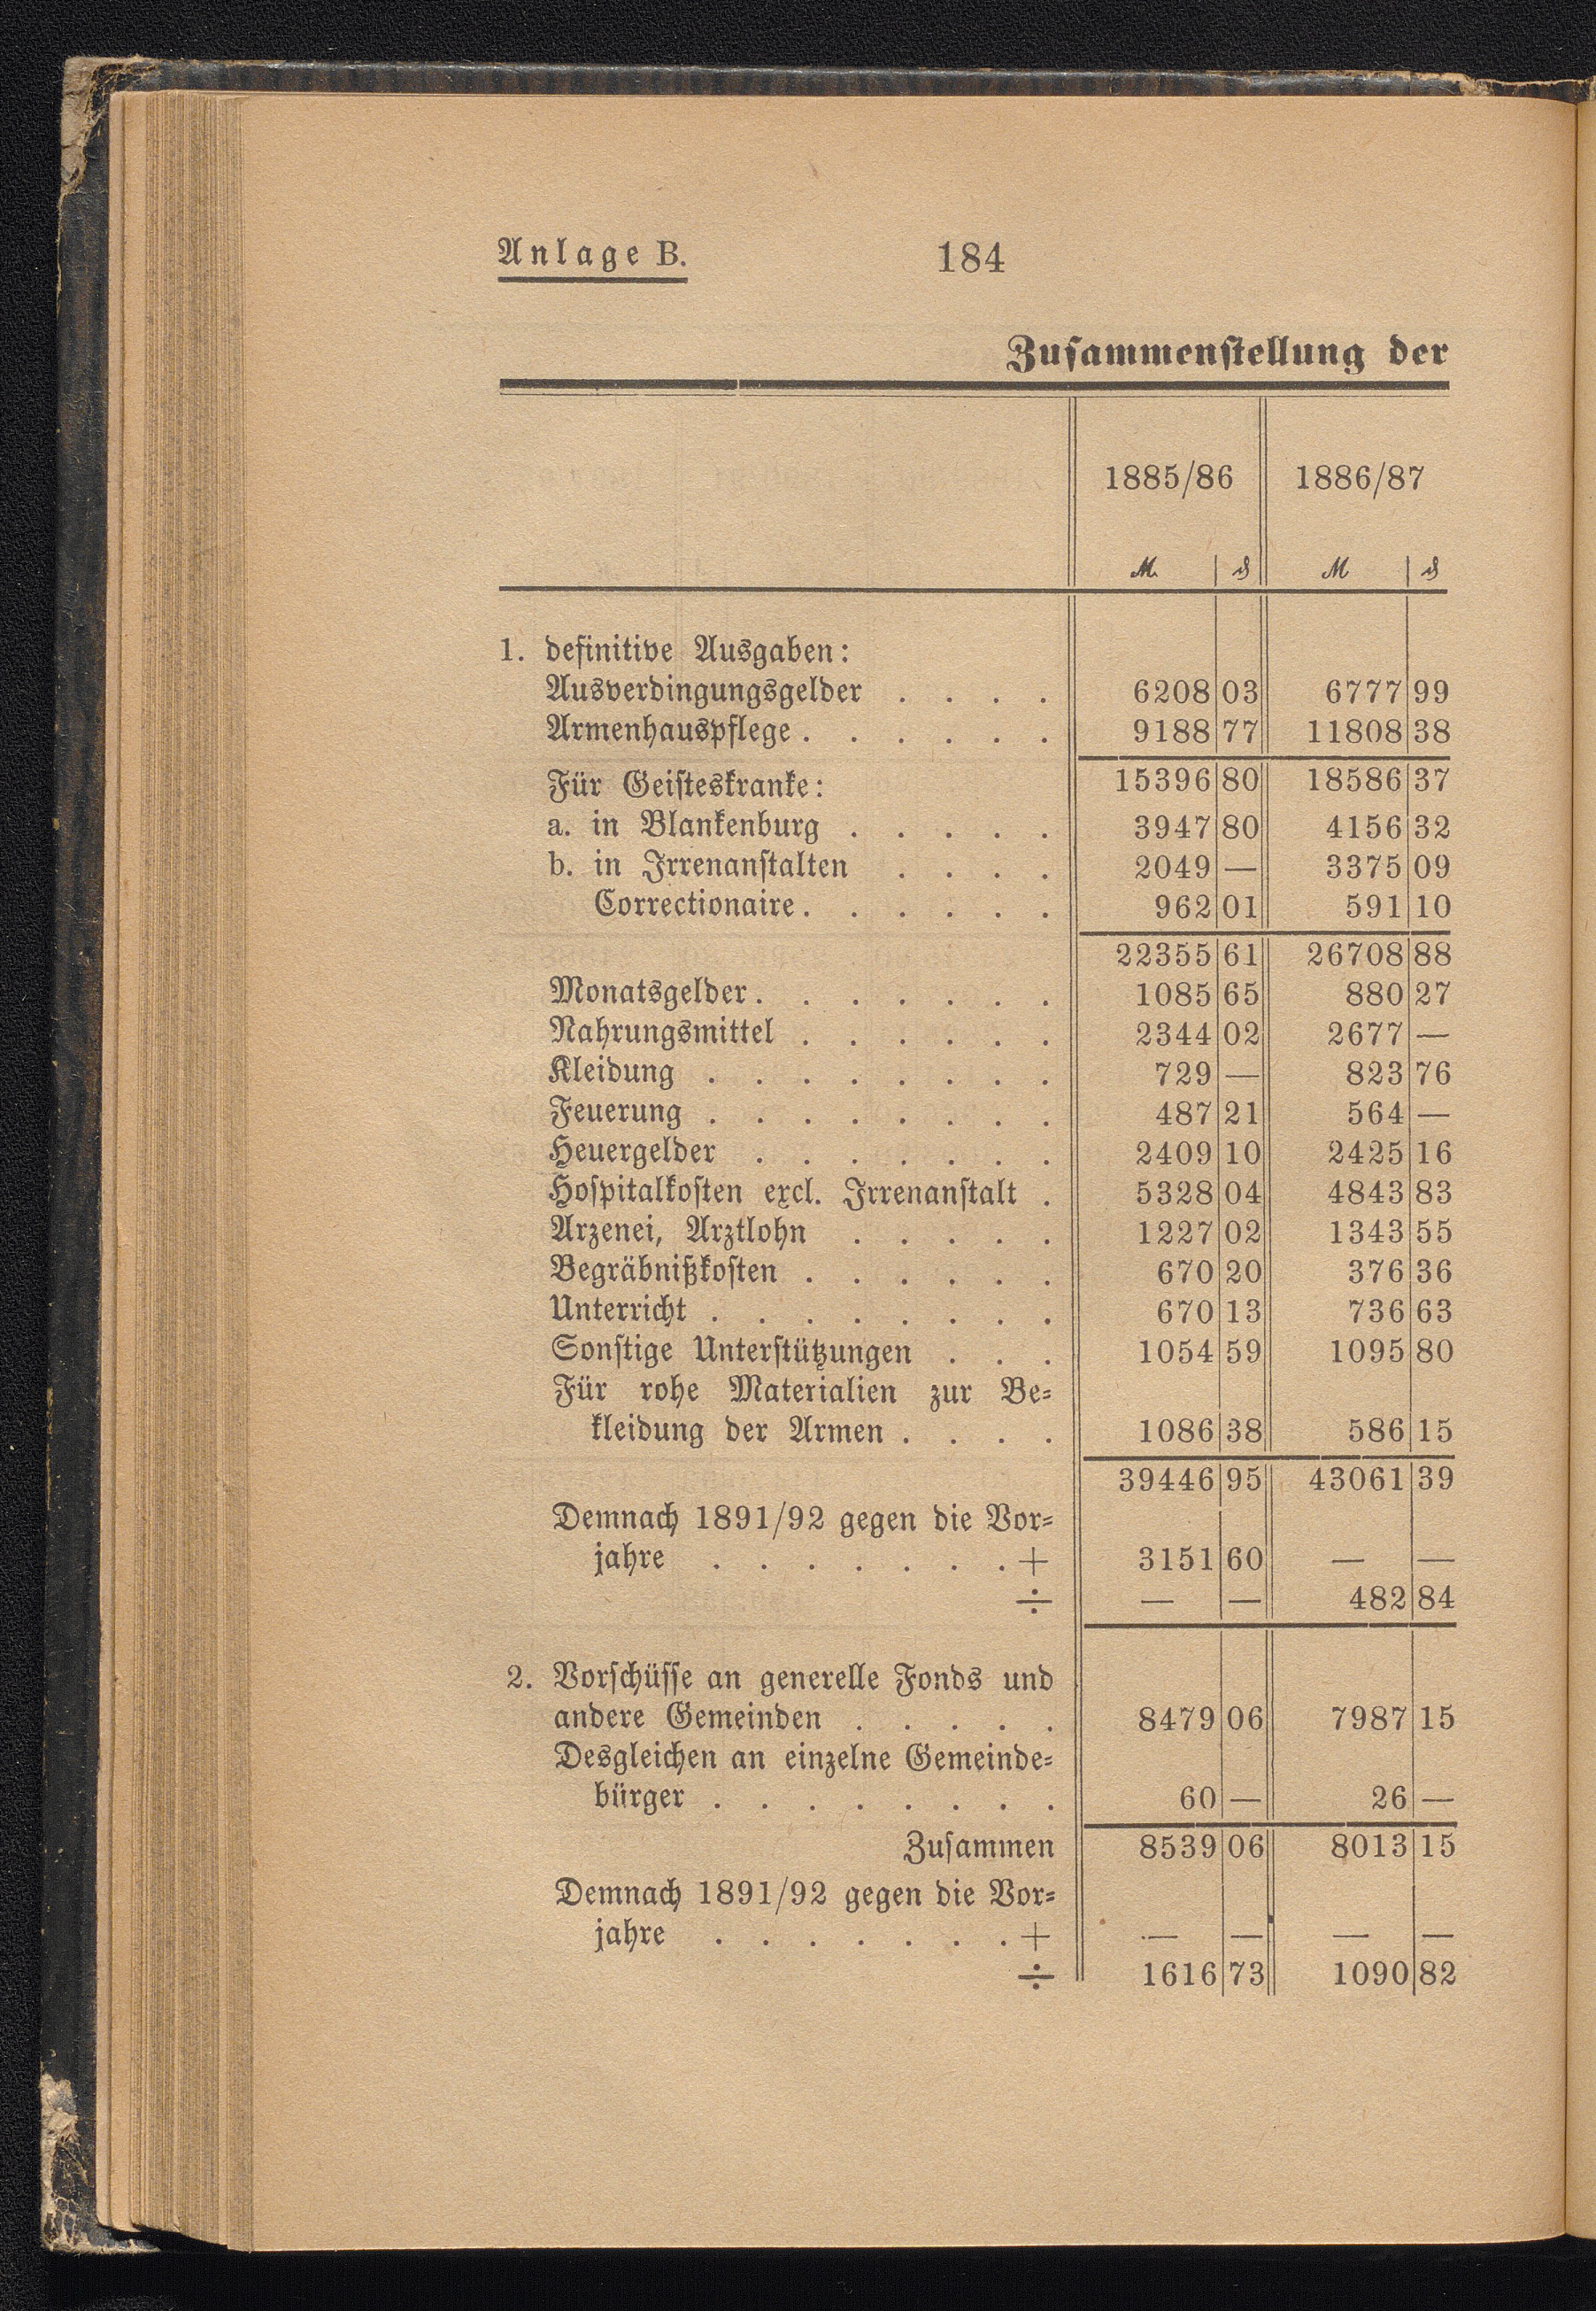 Anlage B.
184
Zusammenstellung der
1885/86 1886/87
ℳ ₰ ℳ ₰
1. definitive Ausgaben:
Ausverdingungsgelder . . . . 6208 03 6777 99
Armenhauspflege . . . . . . 9188 77 11808 38
Für Geisteskranke: 15396 80 18586 37
a. in Blankenburg . . . . . 3947 80 4156 32
b. in Irrenanstalten . . . . 2049 — 3375 09
Correctionaire . . . . . . 962 01 591 10
22355 61 26708 88
Monatsgelder . . . . . . . 1085 65 880 27
Nahrungsmittel . . . . . . 2344 02 2677 —
Kleidung . . . . . . . . 729 — 823 76
Feuerung . . . . . . . . 487 21 564 —
Heuergelder . . . . . . . 2409 10 2425 16
Hospitalkosten excl. Irrenanstalt . 5328 04 4843 83
Arzenei, Arztlohn . . . . . 1227 02 1343 55
Begräbnißkosten . . . . . . 670 20 376 36
Unterricht . . . . . . . . 670 13 736 63
Sonstige Unterstützungen . . . 1054 59 1095 80
Für rohe Materialien zur Be-
kleidung der Armen . . . . 1086 38 586 15
39446 95 43061 39
Demnach 1891/92 gegen die Vor-
jahre . . . . . . . + 3151 60 — —
÷ — — 482 84
2. Vorschüsse an generelle Fonds und
andere Gemeinden . . . . . 8479 06 7987 15
Desgleichen an einzelne Gemeinde-
bürger . . . . . . . . 60 — 26 —
Zusammen 8539 06 8013 15
Demnach 1891/92 gegen die Vor-
jahre . . . . . . . + — — — —
÷ 1616 73 1090 82